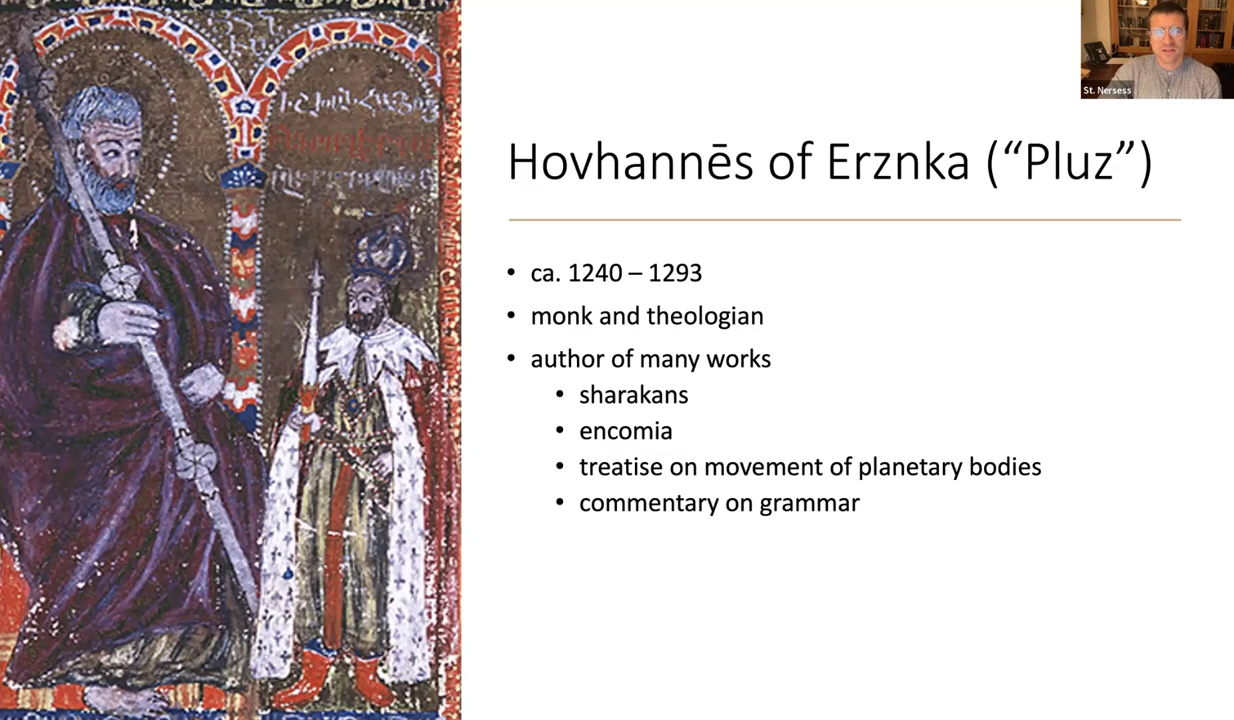 St. Nersess
Hovhannēs of Erznka (“Pluz”)
• ca. 1240 – 1293
• monk and theologian
• author of many works
• sharakans
• encomia
• treatise on movement of planetary bodies
• commentary on grammar